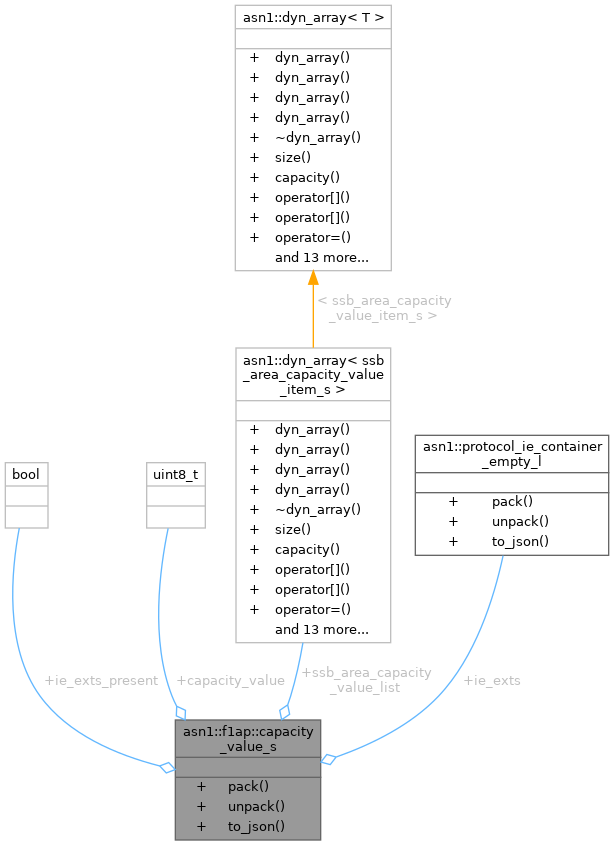 asn1::dyn_array< T >
+ dyn_array()
+ dyn_array()
+ dyn_array()
+ dyn_array()
+ ~dyn_array()
+ size()
+ capacity()
+ operator[]()
+ operator[]()
+ operator=()
and 13 more...
< ssb_area_capacity
_value_item_s >
asn1::dyn_array< ssb
_area_capacity_value
_item_s >
+ dyn_array()
+ dyn_array()
+ dyn_array()
+ dyn_array()
+ ~dyn_array()
+ size()
+ capacity()
+ operator[]()
+ operator[]()
+ operator=()
and 13 more...
bool
uint8_t
asn1::protocol_ie_container
_empty_l
+ pack()
+ unpack()
+ to_json()
+ie_exts_present
+capacity_value
+ssb_area_capacity
_value_list
+ie_exts
asn1::f1ap::capacity
_value_s
+ pack()
+ unpack()
+ to_json()